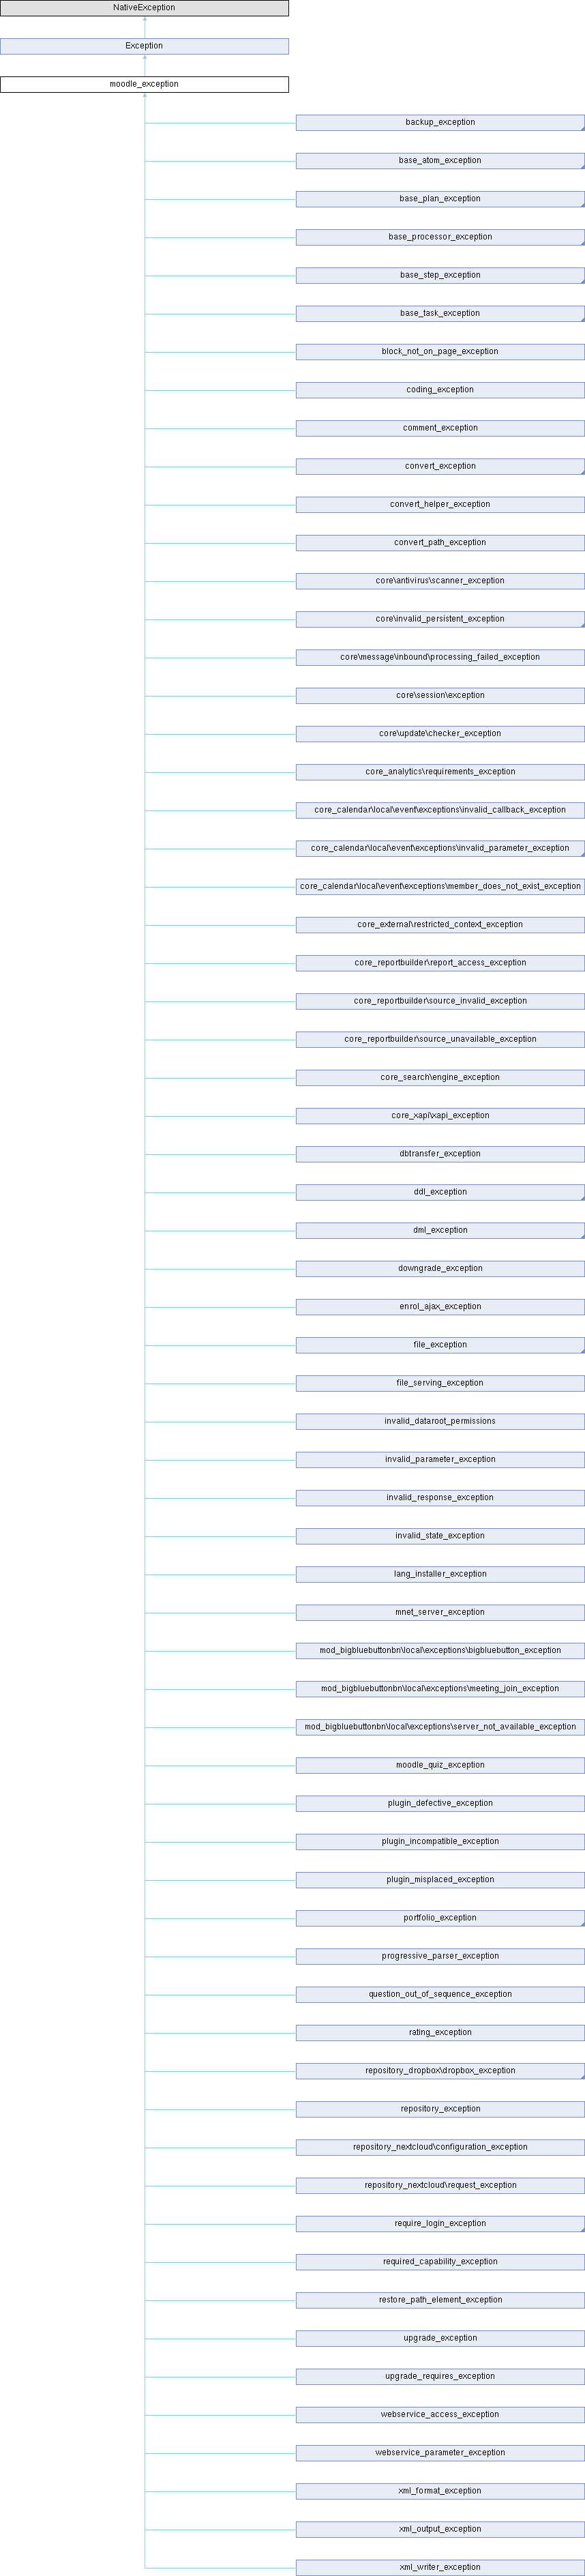 NativeException
Exception
moodle_exception
backup_exception
base_atom_exception
base_plan_exception
base_processor_exception
base_step_exception
base_task_exception
block_not_on_page_exception
coding_exception
comment_exception
convert_exception
convert_helper_exception
convert_path_exception
core\antivirus\scanner_exception
core\invalid_persistent_exception
core\message\inbound\processing_failed_exception
core\session\exception
core\update\checker_exception
core_analytics\requirements_exception
core_calendar\local\event\exceptions\invalid_callback_exception
core_calendar\local\event\exceptions\invalid_parameter_exception
core_calendar\local\event\exceptions\member_does_not_exist_exception
core_external\restricted_context_exception
core_reportbuilder\report_access_exception
core_reportbuilder\source_invalid_exception
core_reportbuilder\source_unavailable_exception
core_search\engine_exception
core_xapi\xapi_exception
dbtransfer_exception
ddl_exception
dml_exception
downgrade_exception
enrol_ajax_exception
file_exception
file_serving_exception
invalid_dataroot_permissions
invalid_parameter_exception
invalid_response_exception
invalid_state_exception
lang_installer_exception
mnet_server_exception
mod_bigbluebuttonbn\local\exceptions\bigbluebutton_exception
mod_bigbluebuttonbn\local\exceptions\meeting_join_exception
mod_bigbluebuttonbn\local\exceptions\server_not_available_exception
moodle_quiz_exception
plugin_defective_exception
plugin_incompatible_exception
plugin_misplaced_exception
portfolio_exception
progressive_parser_exception
question_out_of_sequence_exception
rating_exception
repository_dropbox\dropbox_exception
repository_exception
repository_nextcloud\configuration_exception
repository_nextcloud\request_exception
require_login_exception
required_capability_exception
restore_path_element_exception
upgrade_exception
upgrade_requires_exception
webservice_access_exception
webservice_parameter_exception
xml_format_exception
xml_output_exception
xml_writer_exception